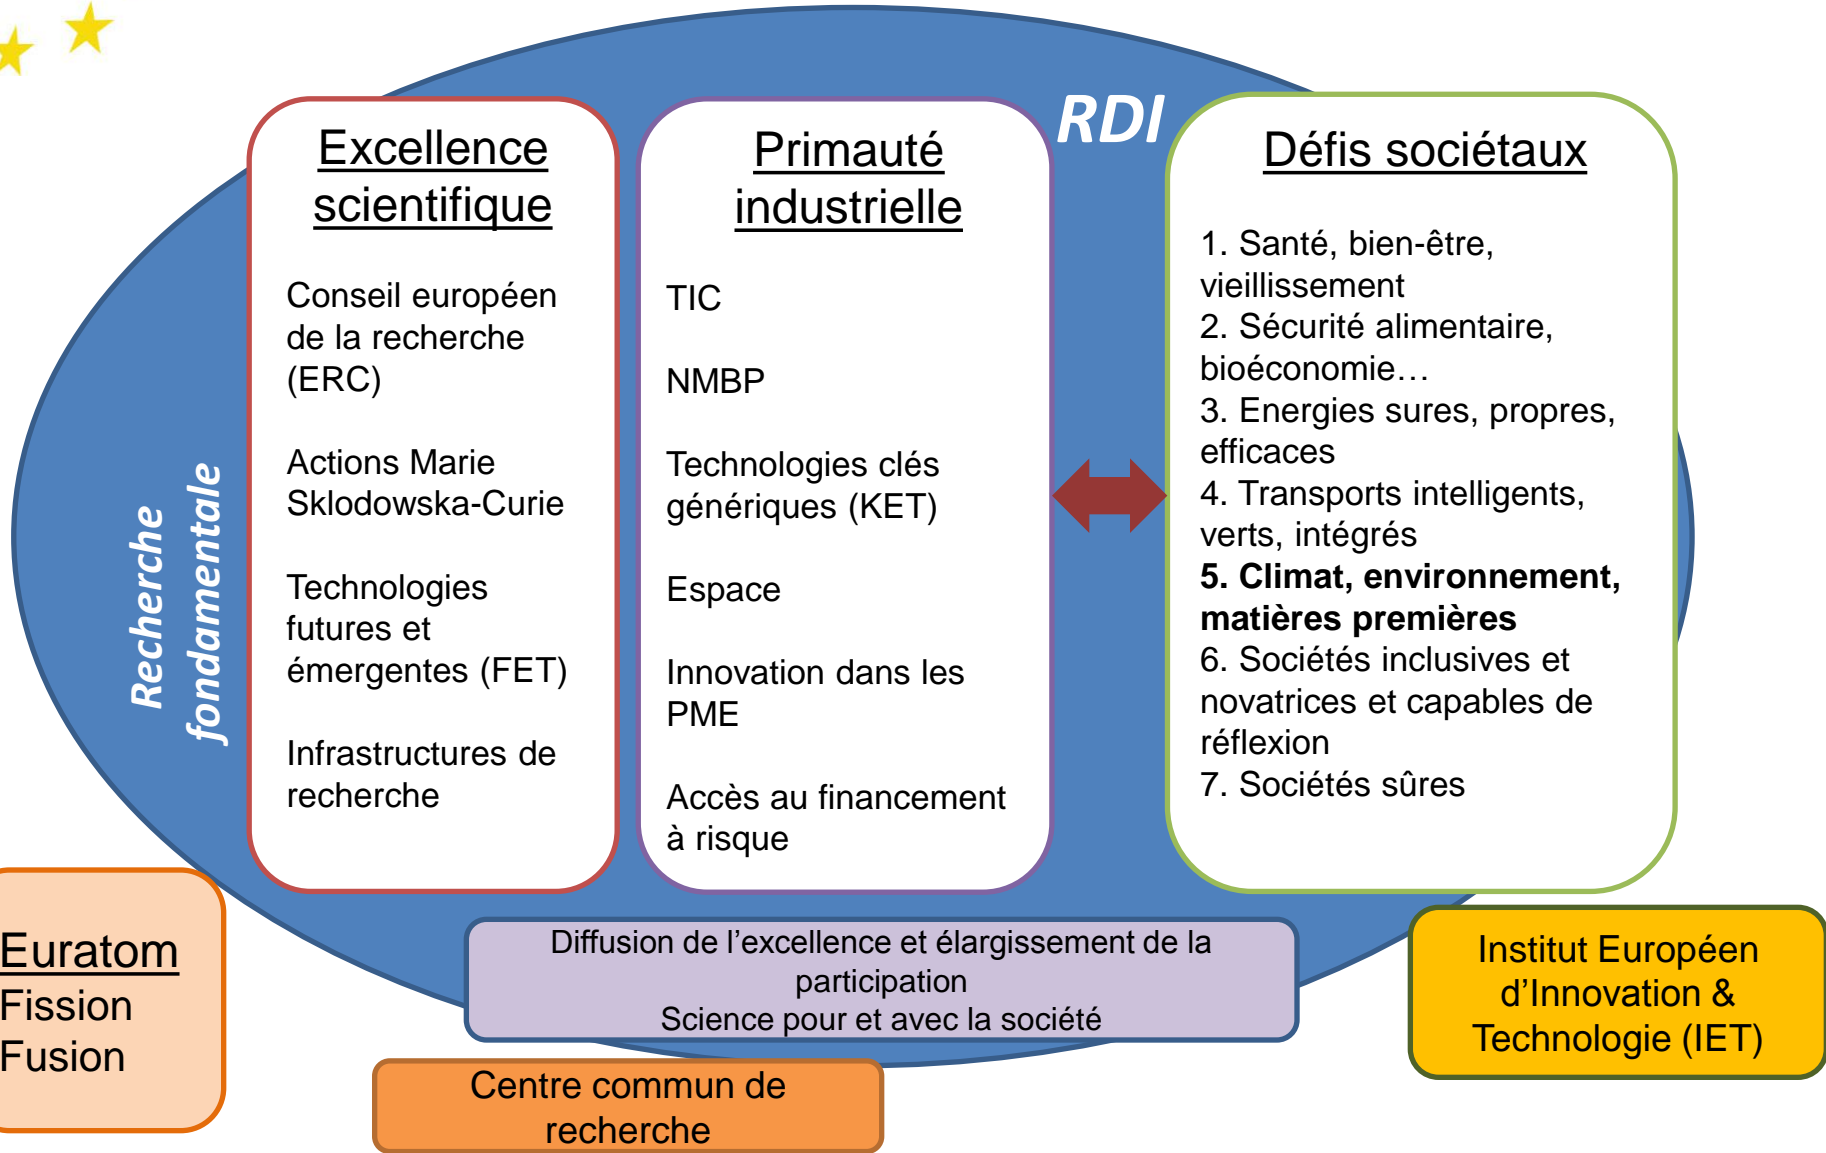 RDI
Recherche
fondamentale
Excellence
scientifique
Conseil européen
de la recherche
(ERC)
Actions Marie
Sklodowska-Curie
Technologies
futures et
émergentes (FET)
Infrastructures de
recherche
Primauté
industrielle
TIC
NMBP
Technologies clés
génériques (KET)
Espace
Innovation dans les
PME
Accès au financement
à risque
Défis sociétaux
1. Santé, bien-être,
vieillissement
2. Sécurité alimentaire,
bioéconomie…
3. Energies sures, propres,
efficaces
4. Transports intelligents,
verts, intégrés
5. Climat, environnement,
matières premières
6. Sociétés inclusives et
novatrices et capables de
réflexion
7. Sociétés sûres
Euratom
Fission
Fusion
Diffusion de l’excellence et élargissement de la
participation
Science pour et avec la société
Centre commun de
recherche
Institut Européen
d’Innovation &
Technologie (IET)